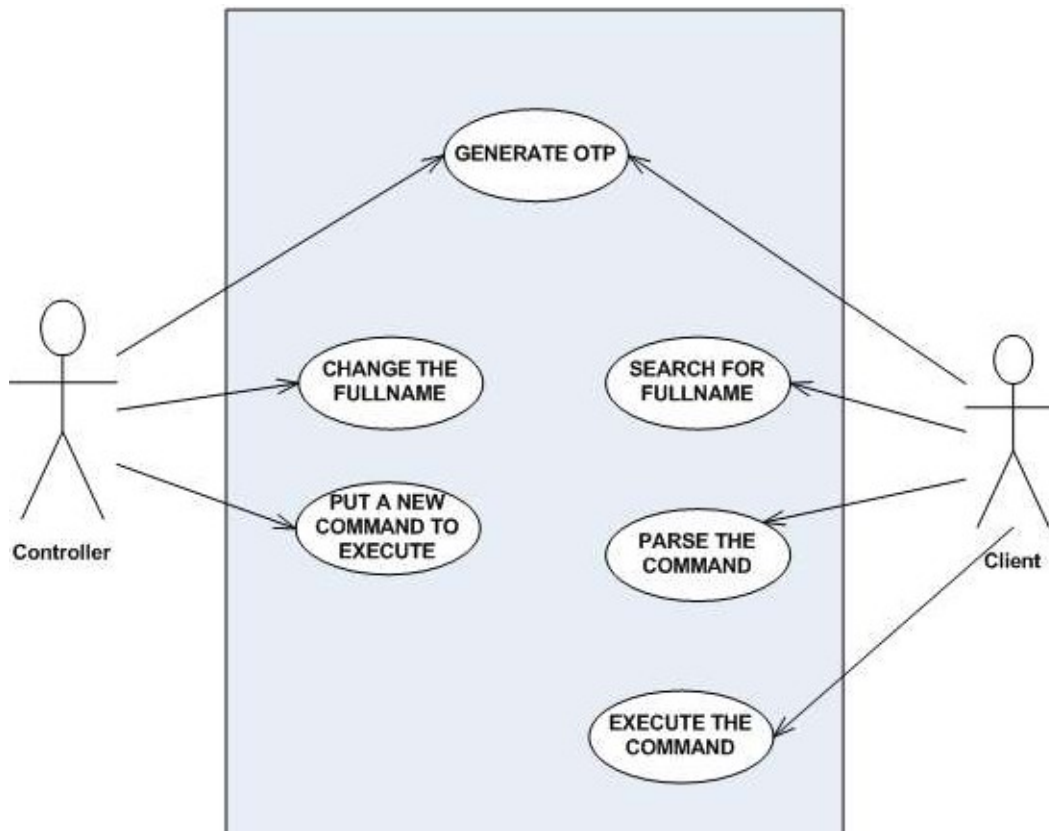 GENERATE OTP
CHANGE THE
FULLNAME
SEARCH FOR
FULLNAME
PUT A NEW
COMMAND TO
EXECUTE
PARSE THE
COMMAND
Controller
Client
EXECUTE THE
COMMAND